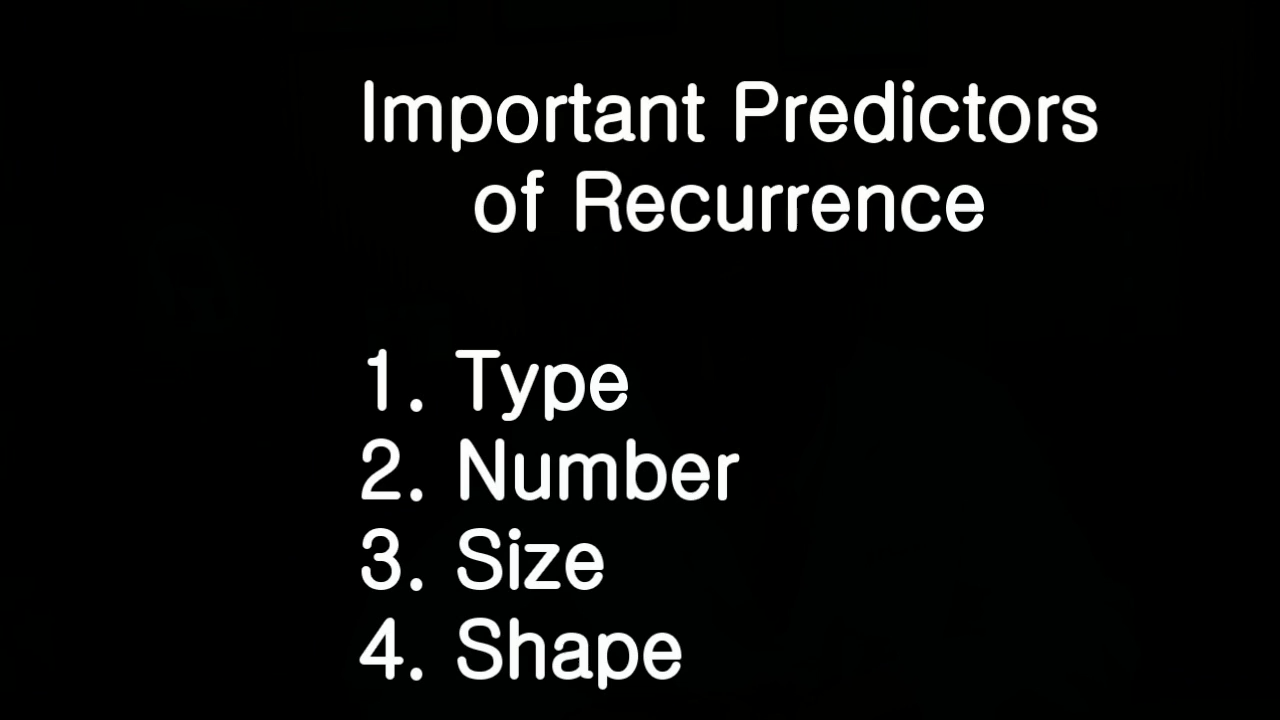 Important Predictors
of Recurrence
1. Type
2. Number
3. Size
4. Shape